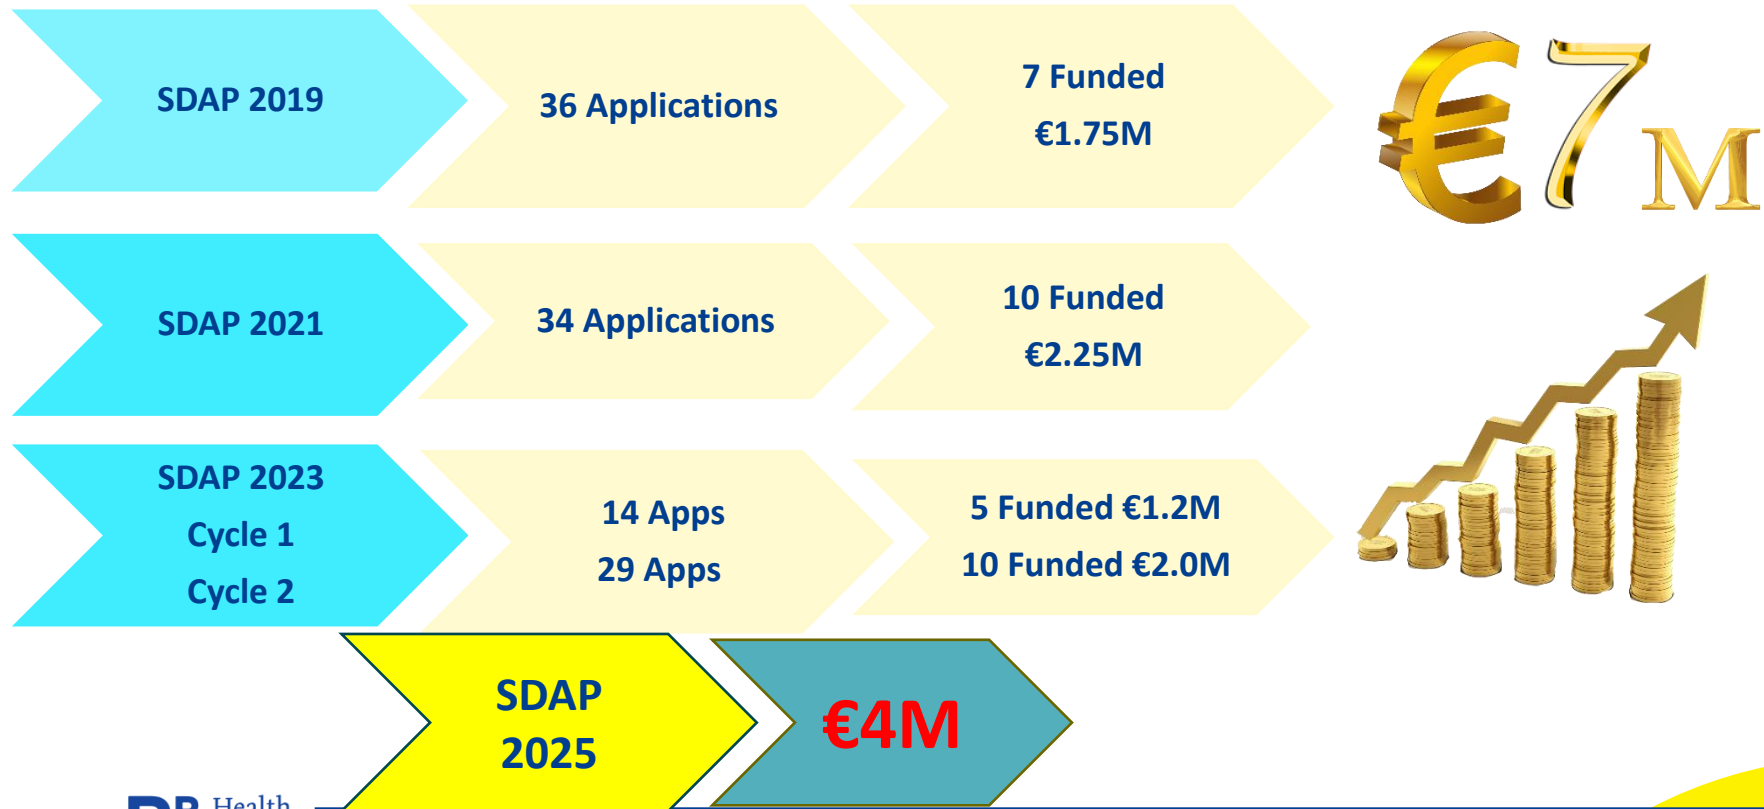 SDAP 2019
36 Applications
7 Funded
€1.75M
€7M
SDAP 2021
34 Applications
10 Funded
€2.25M
SDAP 2023
Cycle 1
Cycle 2
14 Apps
29 Apps
5 Funded €1.2M
10 Funded €2.0M
SDAP
2025
€4M
Health